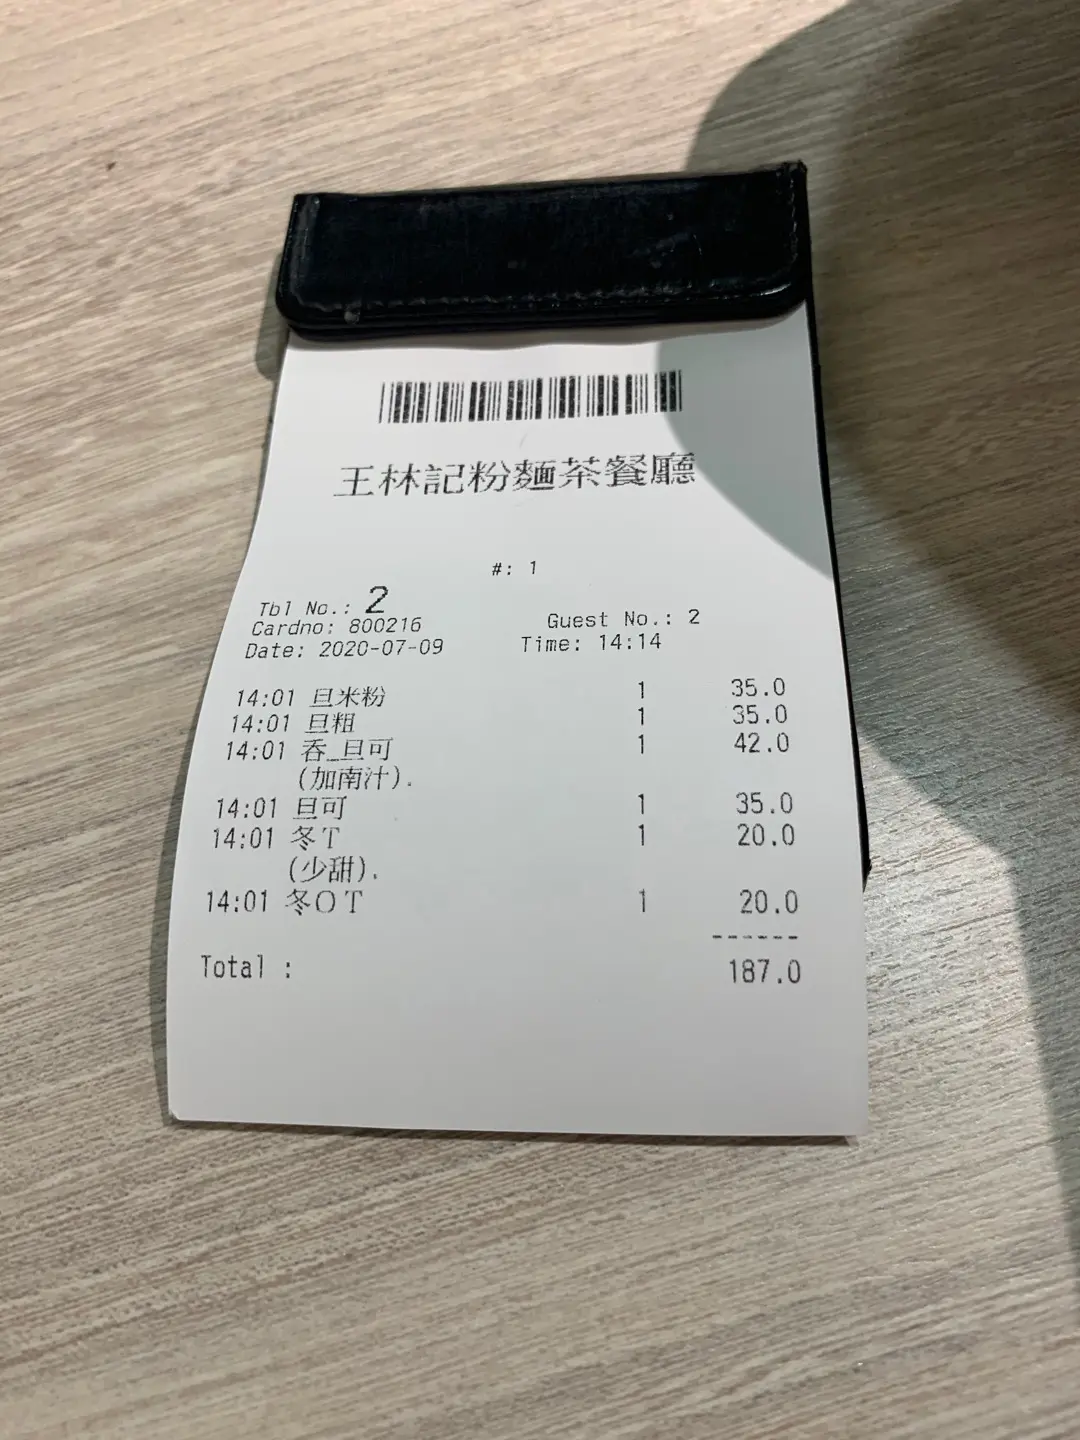 王林記粉麵茶餐廳
#: 1
Tbl No.: 2
Cardno: 800216 Guest No.: 2
Date: 2020-07-09 Time: 14:14
14:01 旦米粉 1 35.0
14:01 旦粗 1 35.0
14:01 吞_旦可 1 42.0
(加南汁).
14:01 旦可 1 35.0
14:01 冬T 1 20.0
(少甜).
14:01 冬OT 1 20.0
------
Total : 187.0